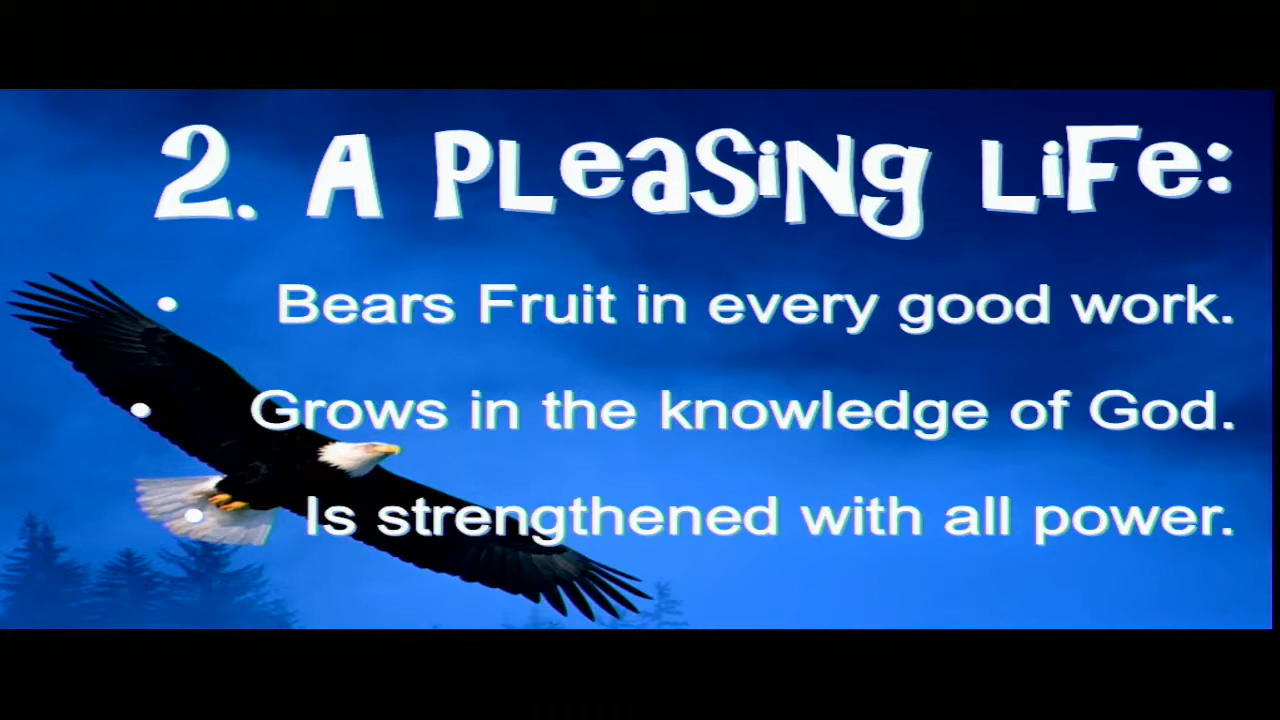 2. A PLeaSiNg LiFe:
• Bears Fruit in every good work.
• Grows in the knowledge of God.
• Is strengthened with all power.